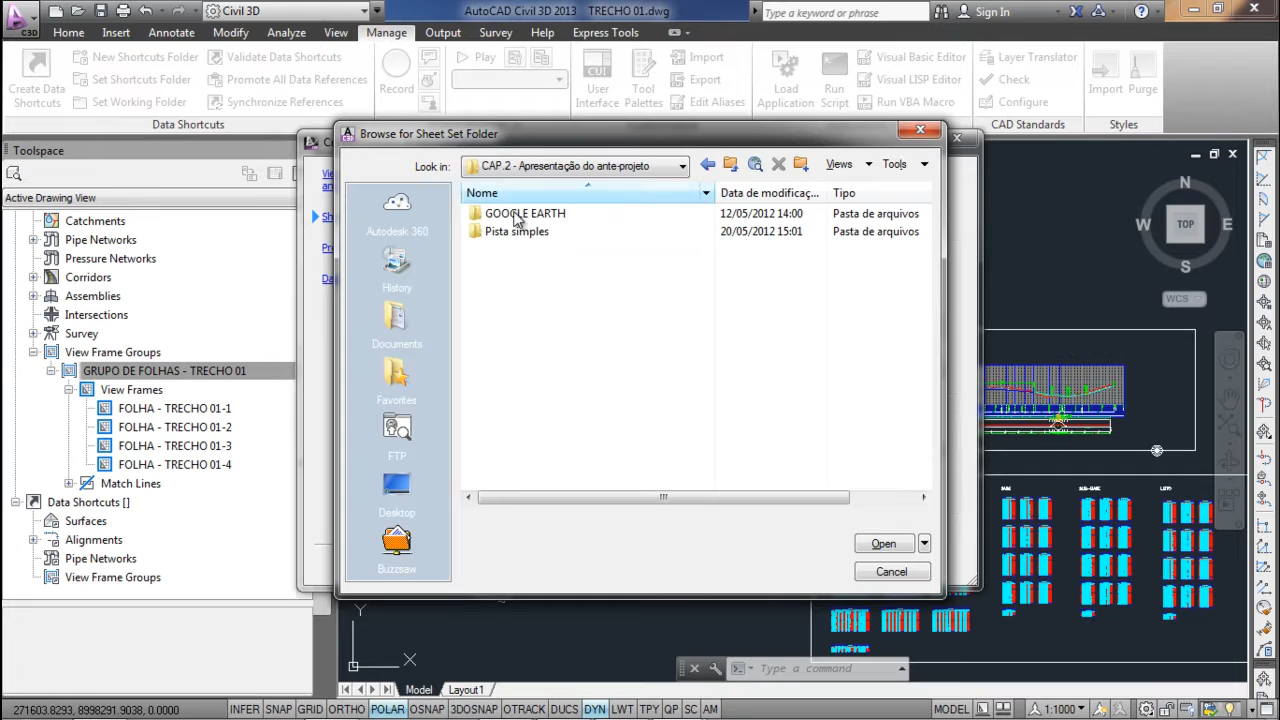 Civil 3D
AutoCAD Civil 3D 2013 TRECHO 01.dwg
Type a keyword or phrase
Sign In
C3D
Home Insert Annotate Modify Analyze View Manage Output Survey Help Express Tools
Create Data Shortcuts
New Shortcuts Folder
Set Shortcuts Folder
Set Working Folder
Validate Data Shortcuts
Promote All Data References
Synchronize References
Data Shortcuts
Record
Play
User Interface
CUI
Tool Palettes
Import
Export
Edit Aliases
Load Application
Run Script
Visual Basic Editor
Visual LISP Editor
Run VBA Macro
Layer Translator
Check
Configure
CAD Standards
Import
Purge
Styles
Toolspace
Active Drawing View
Catchments
Pipe Networks
Pressure Networks
Corridors
Assemblies
Intersections
Survey
View Frame Groups
GRUPO DE FOLHAS - TRECHO 01
View Frames
FOLHA - TRECHO 01-1
FOLHA - TRECHO 01-2
FOLHA - TRECHO 01-3
FOLHA - TRECHO 01-4
Match Lines
Data Shortcuts []
Surfaces
Alignments
Pipe Networks
View Frame Groups
Browse for Sheet Set Folder
Look in: CAP.2 - Apresentação do ante-projeto
Views
Tools
Nome Data de modificaç... Tipo
GOOGLE EARTH 12/05/2012 14:00 Pasta de arquivos
Pista simples 20/05/2012 15:01 Pasta de arquivos
Autodesk 360
History
Documents
Favorites
FTP
Desktop
Buzzsaw
Open
Cancel
N
W TOP E
S
WCS
Y
X
Type a command
Model Layout1
271603.8293, 8998291.9038, 0.0000 INFER SNAP GRID ORTHO POLAR OSNAP 3DOSNAP OTRACK DUCS DYN LWT TPY QP SC AM MODEL 1:1000